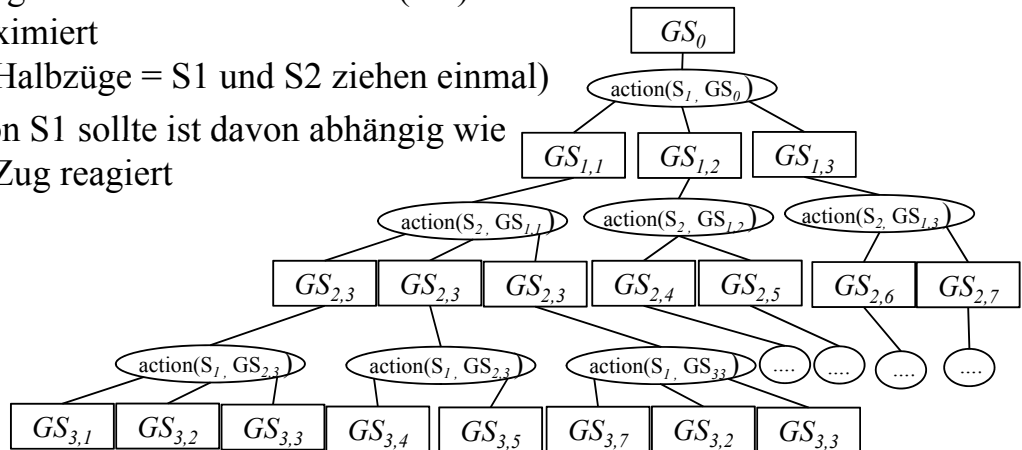 ximiert
Halbzüge = S1 und S2 ziehen einmal)
n S1 sollte ist davon abhängig wie
Zug reagiert
GS0
action(S1, GS0)
GS1,1 GS1,2 GS1,3
action(S2, GS1,1) action(S2, GS1,2) action(S2, GS1,3)
GS2,3 GS2,3 GS2,3 GS2,4 GS2,5 GS2,6 GS2,7
action(S1, GS2,3) action(S1, GS2,3) action(S1, GS33) .... .... .... ....
GS3,1 GS3,2 GS3,3 GS3,4 GS3,5 GS3,7 GS3,2 GS3,3